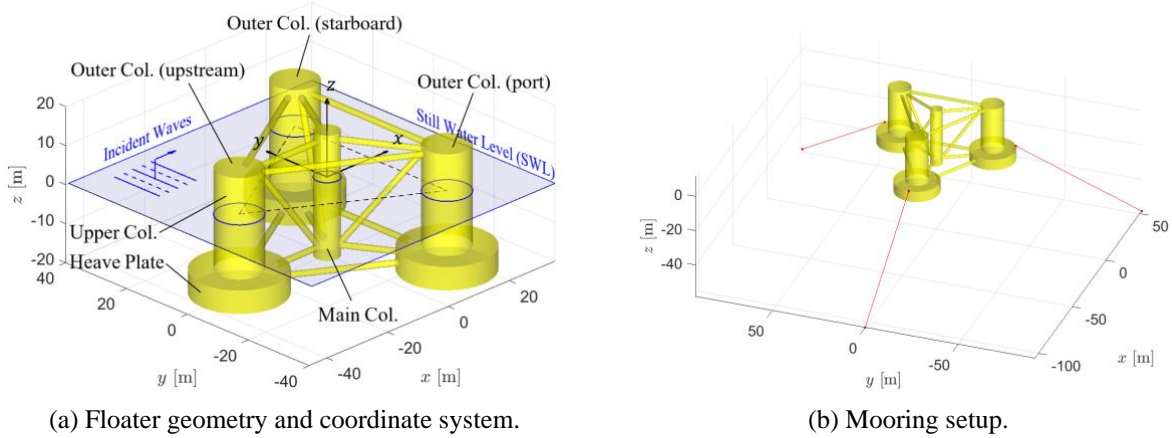 Outer Col. (starboard)
Outer Col. (upstream)
Outer Col. (port)
z
20
10
0
-10
-20
z [m]
Incident Waves
y
x
Still Water Level (SWL)
Upper Col.
Heave Plate
Main Col.
40
20
0
-20
-40
y [m]
-40
-20
0
20
x [m]
(a) Floater geometry and coordinate system.
0
-20
-40
z [m]
50
0
-50
y [m]
50
0
-50
-100
x [m]
(b) Mooring setup.